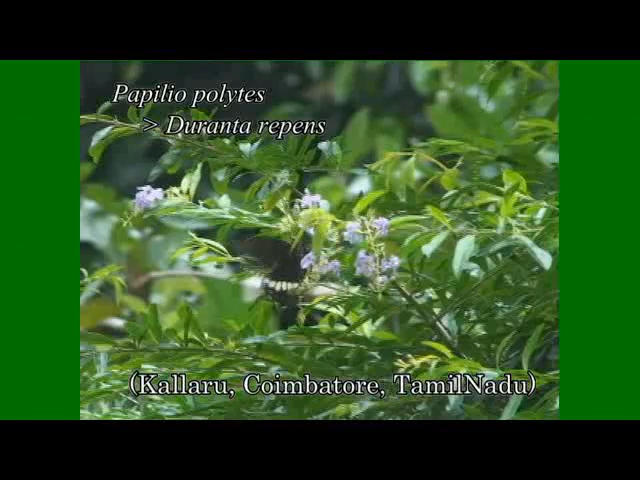 Papilio polytes
> Duranta repens
(Kallaru, Coimbatore, TamilNadu)